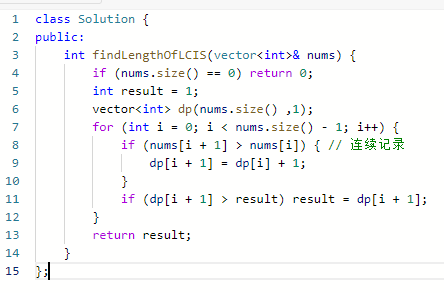 1 class Solution {
2 public:
3     int findLengthOfLCIS(vector<int>& nums) {
4         if (nums.size() == 0) return 0;
5         int result = 1;
6         vector<int> dp(nums.size() ,1);
7         for (int i = 0; i < nums.size() - 1; i++) {
8             if (nums[i + 1] > nums[i]) { // 连续记录
9                 dp[i + 1] = dp[i] + 1;
10             }
11             if (dp[i + 1] > result) result = dp[i + 1];
12         }
13         return result;
14     }
15 };